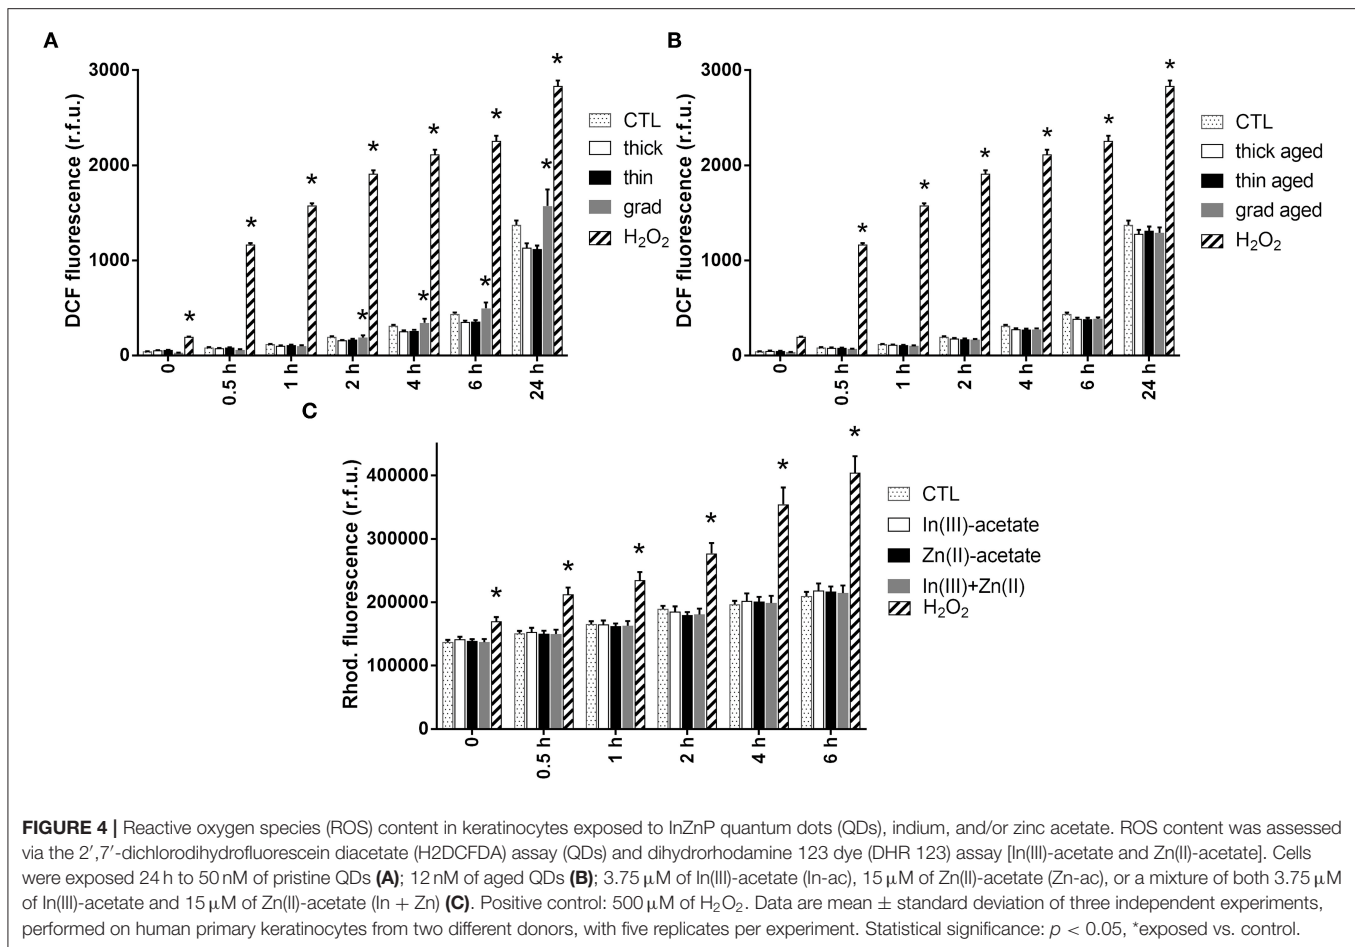 A
3000
2000
1000
0
DCF fluorescence (r.f.u.)
* * * * * * *
* * * *
0 0.5 h 1 h 2 h 4 h 6 h 24 h
CTL
thick
thin
grad
H₂O₂
B
3000
2000
1000
0
DCF fluorescence (r.f.u.)
* * * * * *
0 0.5 h 1 h 2 h 4 h 6 h 24 h
CTL
thick aged
thin aged
grad aged
H₂O₂
C
400000
300000
200000
100000
0
Rhod. fluorescence (r.f.u.)
* * * * * *
0 0.5 h 1 h 2 h 4 h 6 h
CTL
In(III)-acetate
Zn(II)-acetate
In(III)+Zn(II)
H₂O₂
FIGURE 4 | Reactive oxygen species (ROS) content in keratinocytes exposed to InZnP quantum dots (QDs), indium, and/or zinc acetate. ROS content was assessed
via the 2′,7′-dichlorodihydrofluorescein diacetate (H2DCFDA) assay (QDs) and dihydrorhodamine 123 dye (DHR 123) assay [In(III)-acetate and Zn(II)-acetate]. Cells
were exposed 24 h to 50 nM of pristine QDs (A); 12 nM of aged QDs (B); 3.75 μM of In(III)-acetate (In-ac), 15 μM of Zn(II)-acetate (Zn-ac), or a mixture of both 3.75 μM
of In(III)-acetate and 15 μM of Zn(II)-acetate (In + Zn) (C). Positive control: 500 μM of H₂O₂. Data are mean ± standard deviation of three independent experiments,
performed on human primary keratinocytes from two different donors, with five replicates per experiment. Statistical significance: p < 0.05, *exposed vs. control.